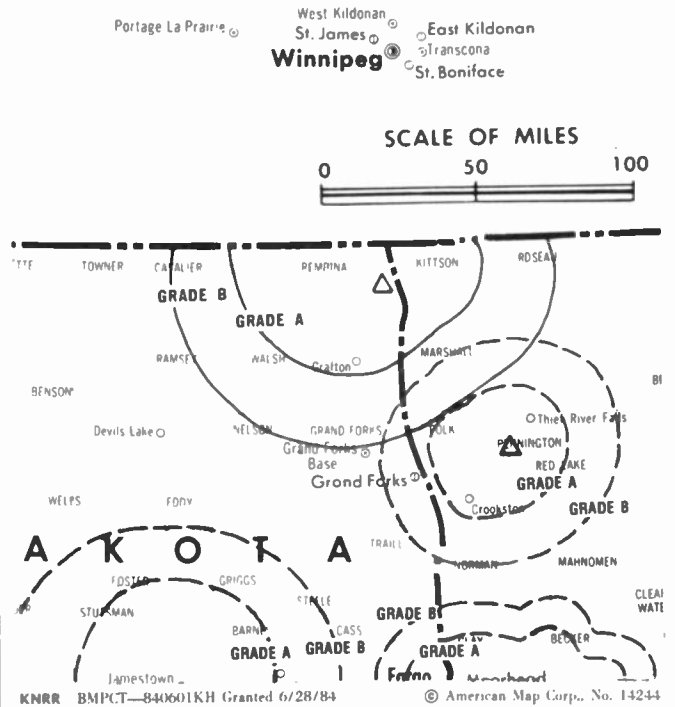 West Kildonan
Portage La Prairie
St. James
East Kildonan
Winnipeg
Transcona
St. Boniface
SCALE OF MILES
0 50 100
TOWNER
CAVALIER
PEMBINA
KITTSON
ROSEAU
GRADE B
GRADE A
RAMSEY
WALSH
Grafton
MARSHALL
BENSON
Devils Lake
NELSON
GRAND FORKS
POLK
Thief River Falls
Grand Forks
Base
PENNINGTON
RED LAKE
Grand Forks
GRADE A
Crookston
GRADE B
WELLS
EDDY
A K O T A
TRAILL
NORMAN
MAHNOMEN
FOSTER
GRIGGS
STEELE
STUTSMAN
BARNE
CASS
GRADE A
GRADE B
GRADE B
CLAY
BECKER
GRADE A
CLEAR
WATE
Jamestown
Fargo
Moorhead
KNRR BMPCT—840601KH Granted 6/28/84
© American Map Corp., No. 14244